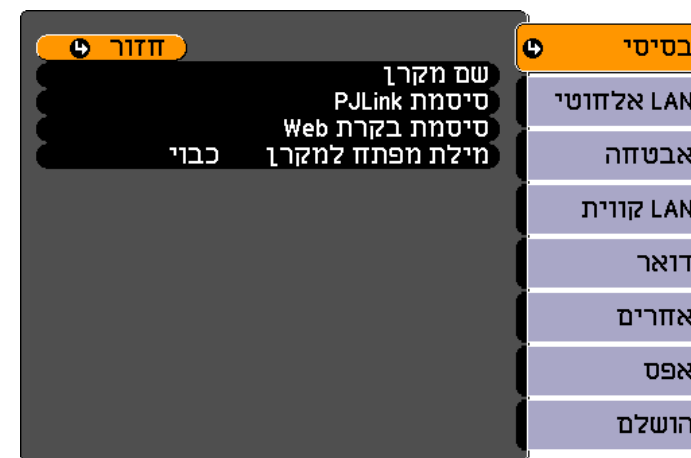 בסיסי
LAN אלחוטי
אבטחה
LAN קווית
דואר
אחרים
אפס
הושלם
חזור
שם מקרן
סיסמת PJLink
סיסמת בקרת Web
מילת מפתח למקרן כבוי